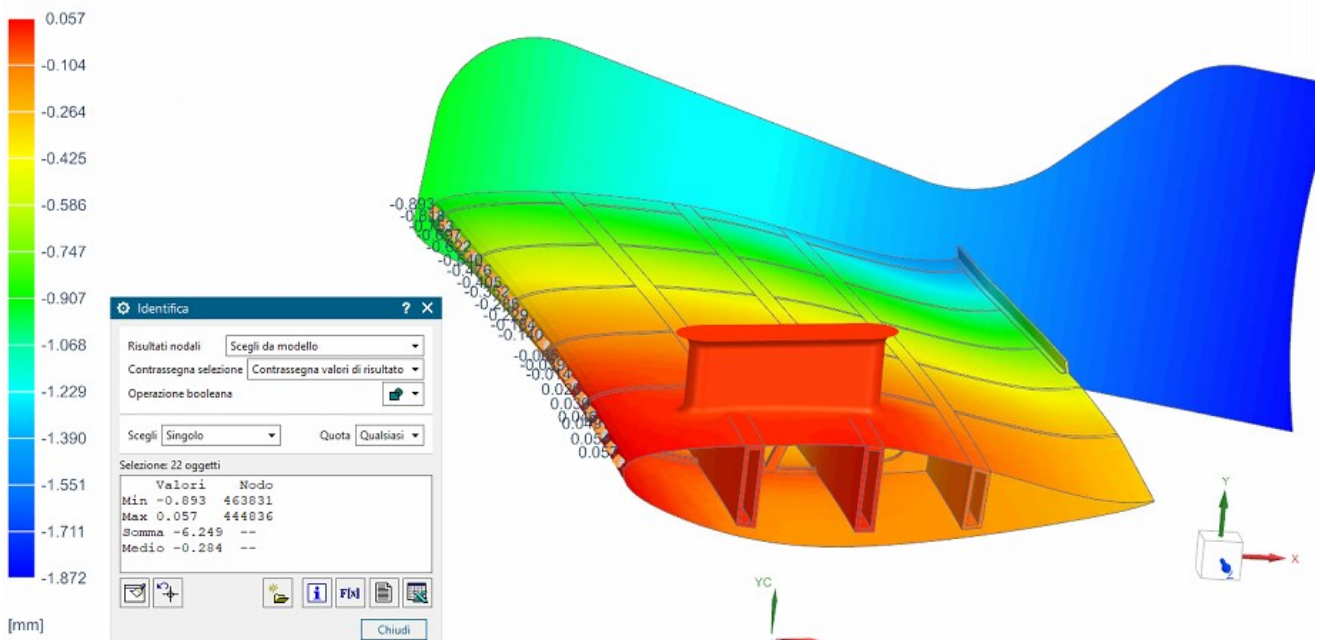 0.057
-0.104
-0.264
-0.425
-0.586
-0.747
-0.907
-1.068
-1.229
-1.390
-1.551
-1.711
-1.872
[mm]
-0.893
-0.476
0.057
Identifica ? X
Risultati nodali Scegli da modello
Contrassegna selezione Contrassegna valori di risultato
Operazione booleana
Scegli Singolo Quota Qualsiasi
Selezione: 22 oggetti
Valori Nodo
Min -0.893 463831
Max 0.057 444836
Somma -6.249 --
Medio -0.284 --
F[x]
Chiudi
YC
Y
X
Z